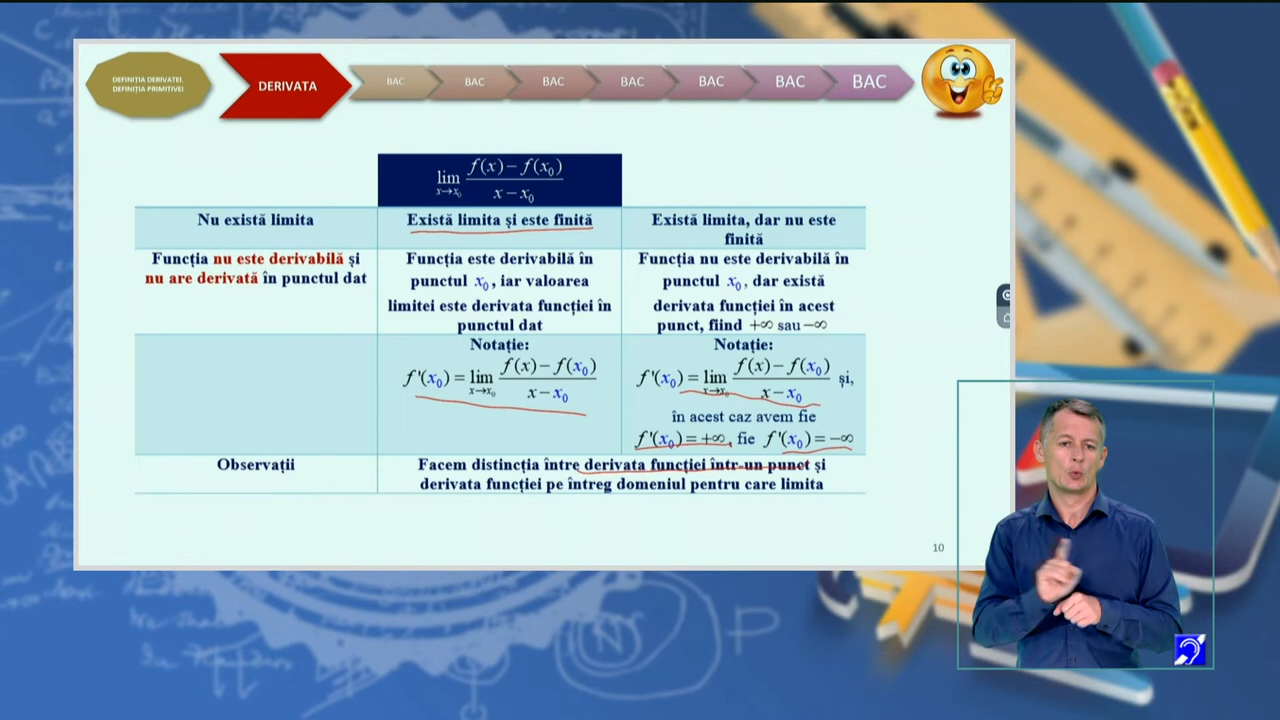 DEFINIȚIA DERIVATEI.
DEFINIȚIA PRIMITIVEI
DERIVATA
BAC
BAC
BAC
BAC
BAC
BAC
BAC
lim x→x₀ f(x)−f(x₀) / x−x₀
Nu există limita
Există limita și este finită
Există limita, dar nu este
finită
Funcția nu este derivabilă și
nu are derivată în punctul dat
Funcția este derivabilă în
punctul x₀, iar valoarea
limitei este derivata funcției în
punctul dat
Funcția nu este derivabilă în
punctul x₀, dar există
derivata funcției în acest
punct, fiind +∞ sau −∞
Notație:
f'(x₀) = lim x→x₀ f(x)−f(x₀) / x−x₀
Notație:
f'(x₀) = lim x→x₀ f(x)−f(x₀) / x−x₀ și,
în acest caz avem fie
f'(x₀)=+∞, fie f'(x₀)=−∞
Observații
Facem distincția între derivata funcției într-un punct și
derivata funcției pe întreg domeniul pentru care limita
10
N
P